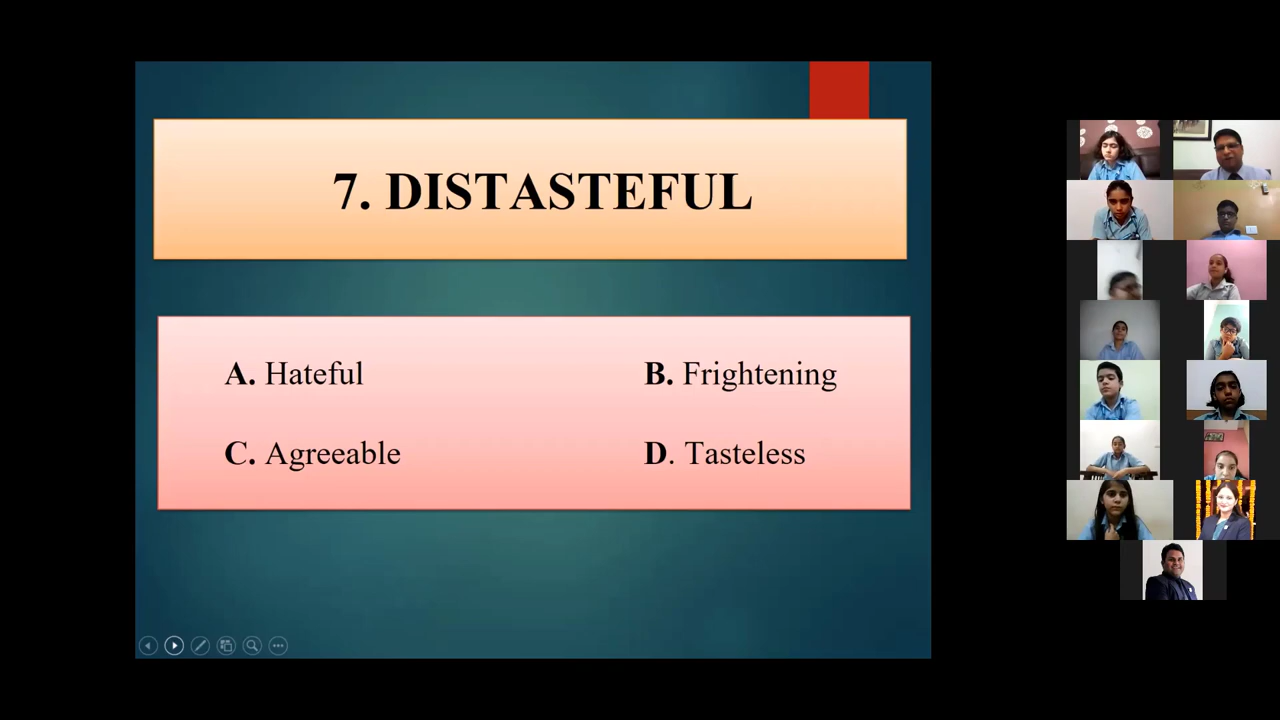 7. DISTASTEFUL
A. Hateful B. Frightening
C. Agreeable D. Tasteless